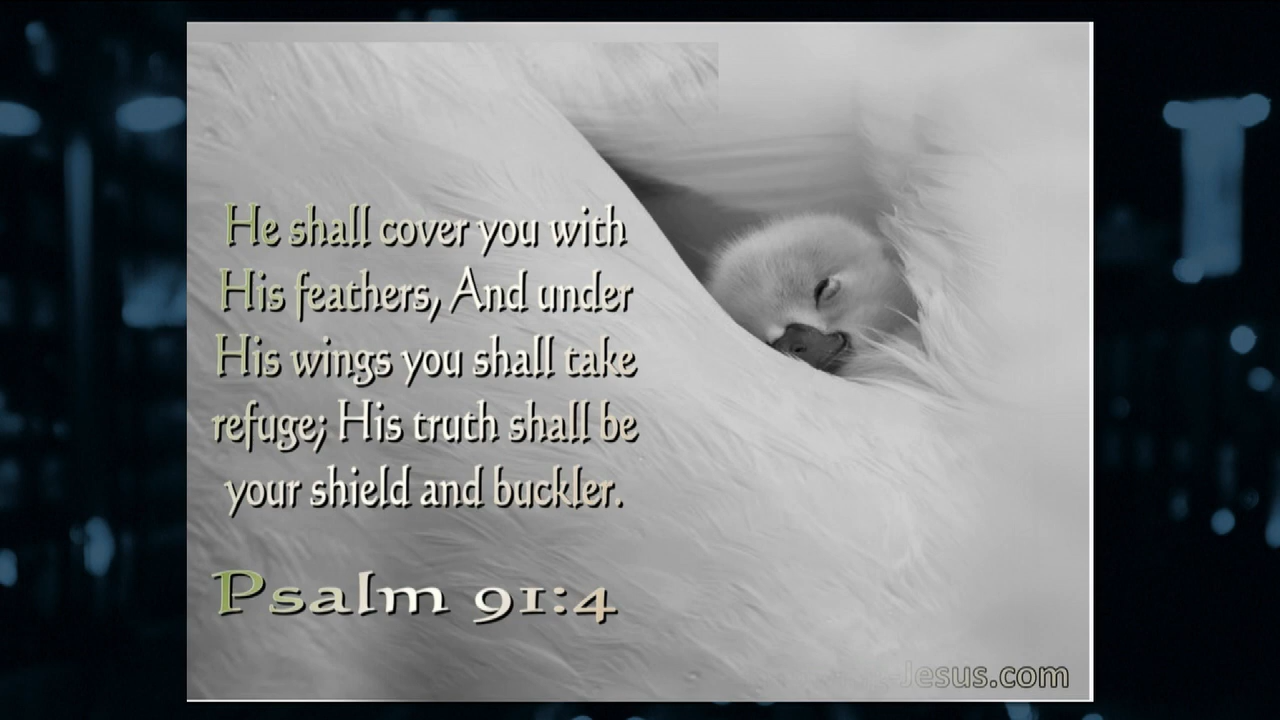 He shall cover you with
His feathers, And under
His wings you shall take
refuge; His truth shall be
your shield and buckler.
Psalm 91:4
-Jesus.com